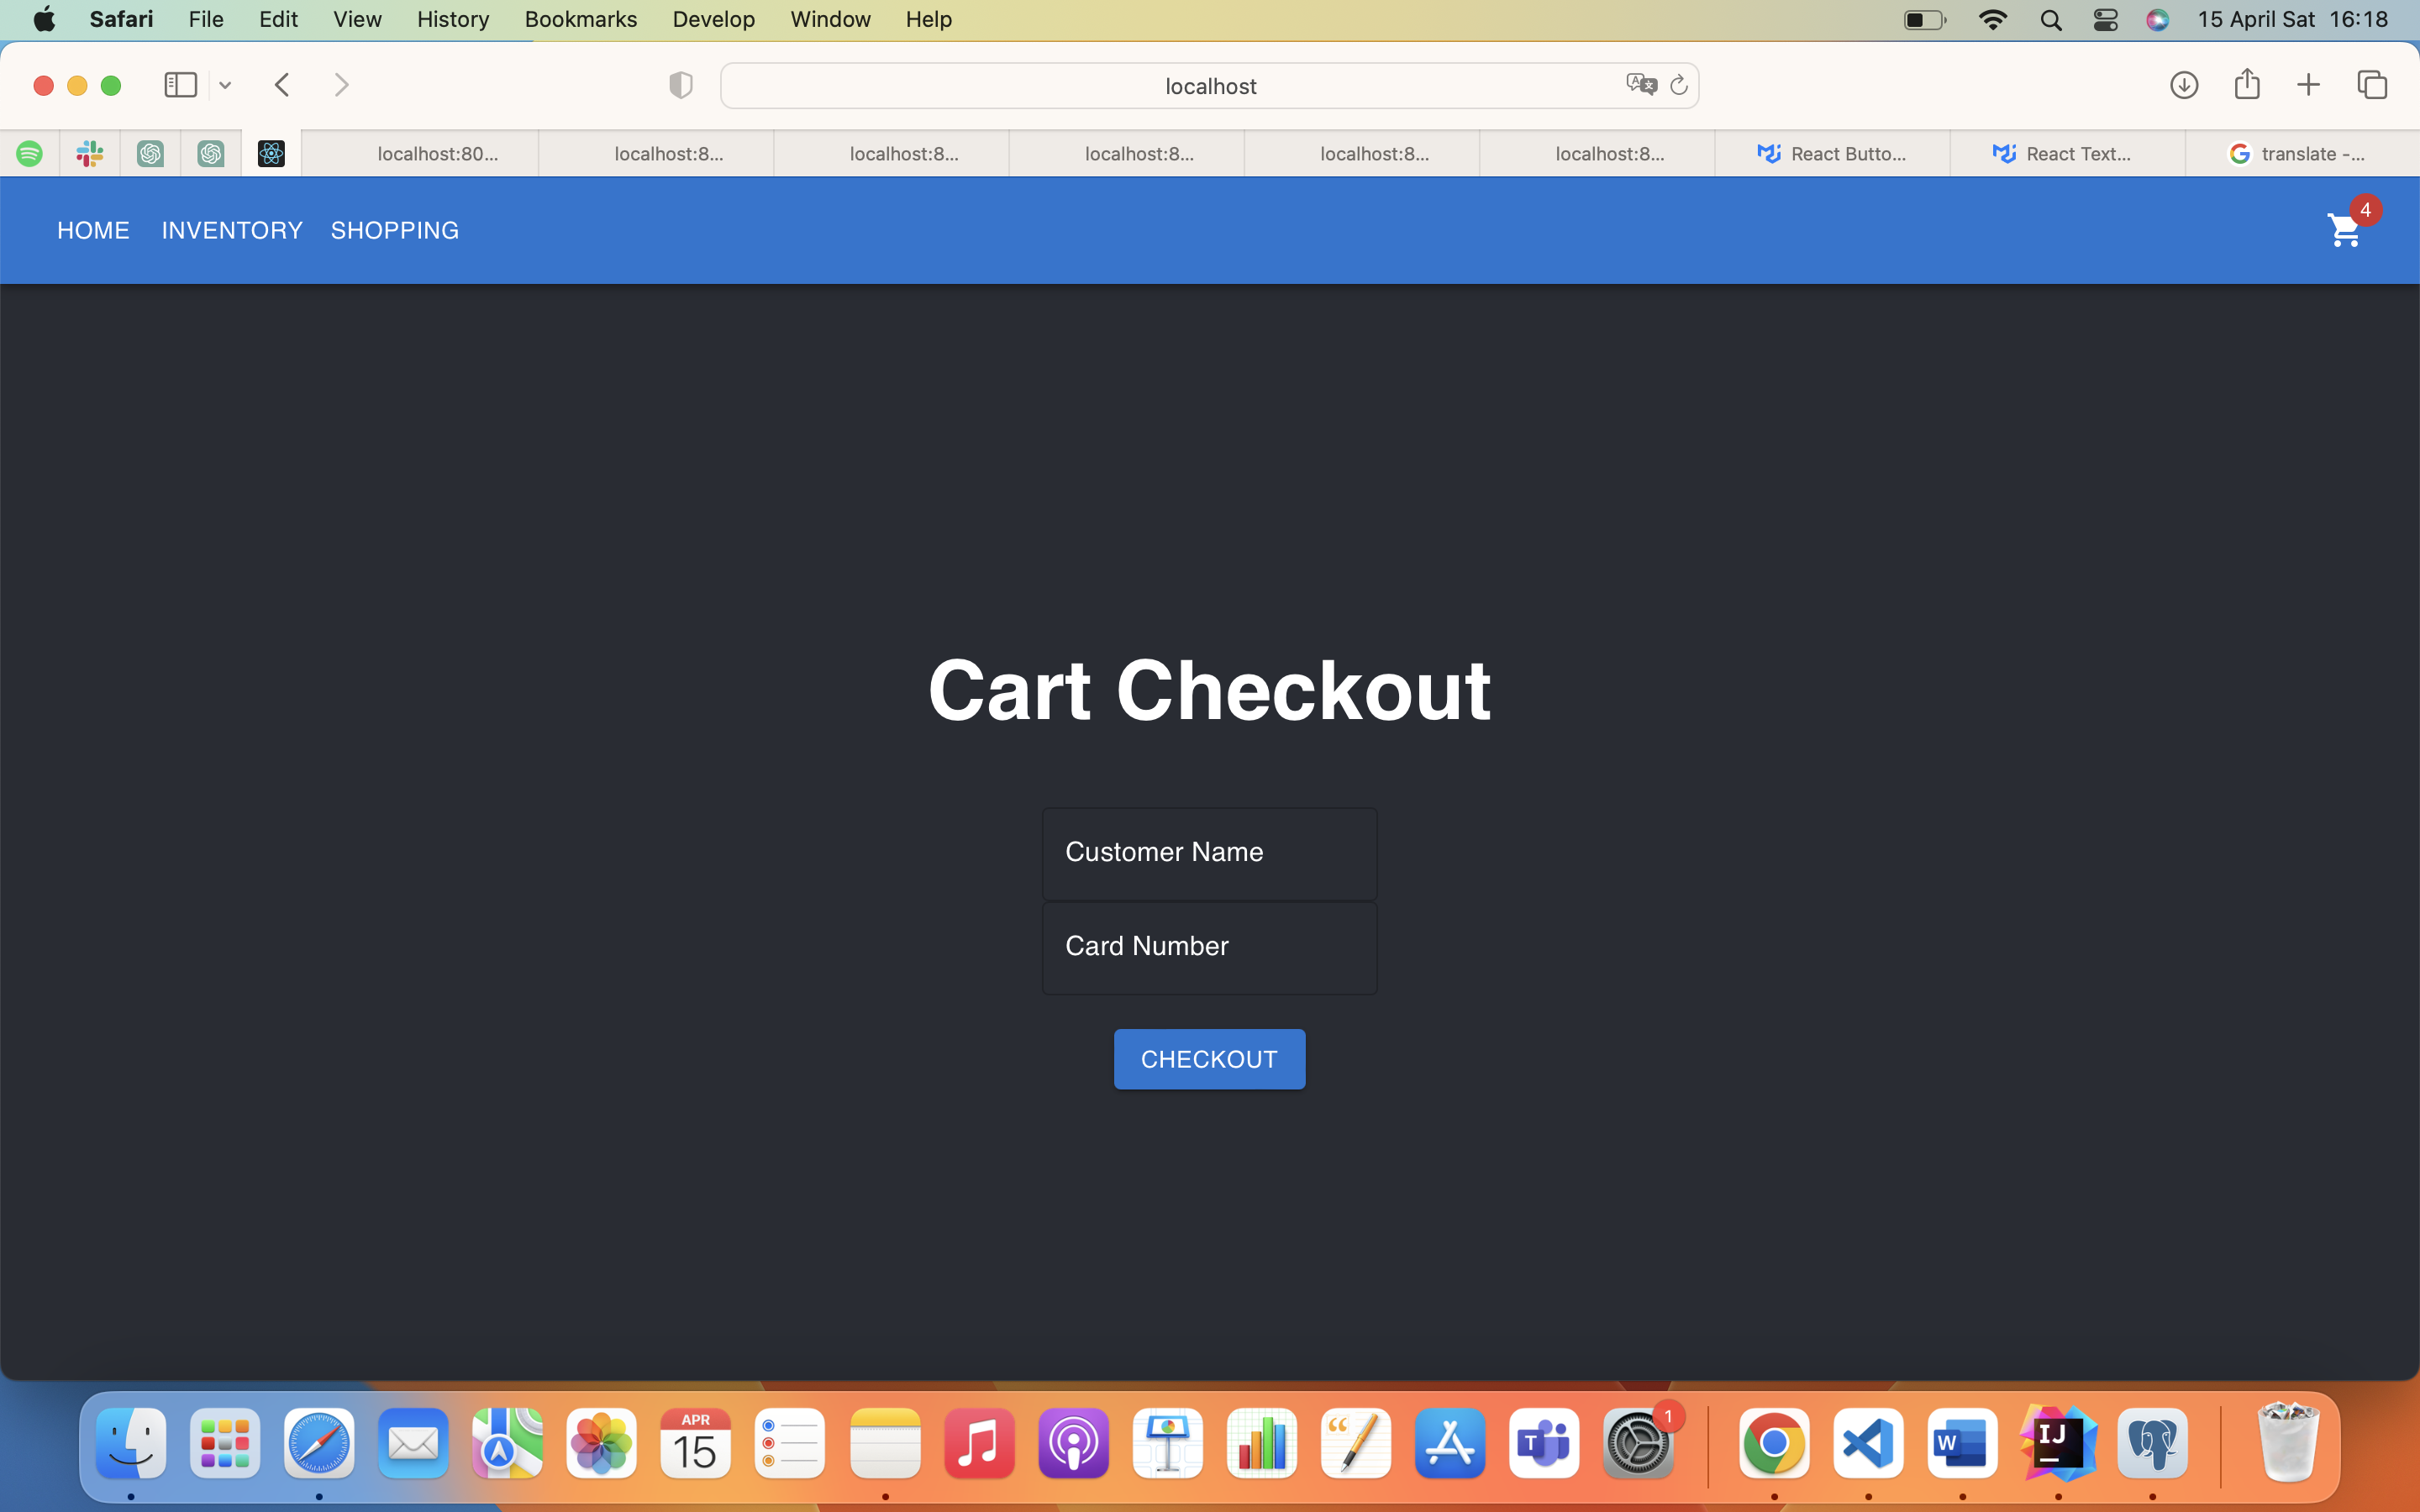 Safari File Edit View History Bookmarks Develop Window Help 15 April Sat 16:18
localhost
localhost:80... localhost:8... localhost:8... localhost:8... localhost:8... localhost:8... React Butto... React Text... translate -...
HOME INVENTORY SHOPPING 4
Cart Checkout
Customer Name
Card Number
CHECKOUT
APR
15
T
1
W
IJ